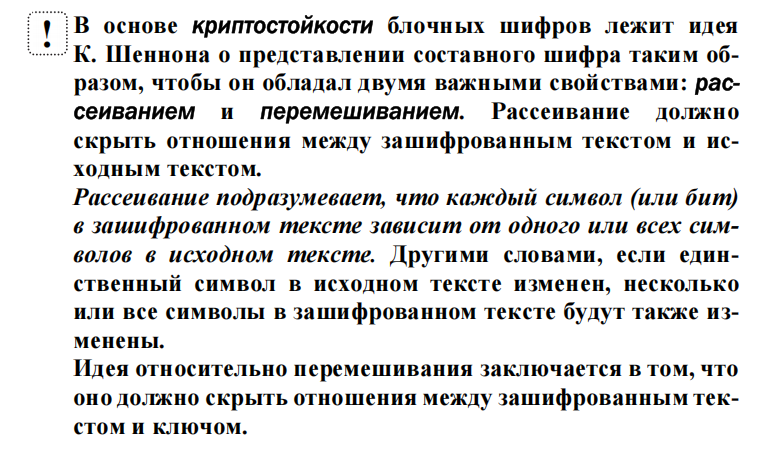 ! В основе криптостойкости блочных шифров лежит идея
К. Шеннона о представлении составного шифра таким об-
разом, чтобы он обладал двумя важными свойствами: рас-
сеиванием и перемешиванием. Рассеивание должно
скрыть отношения между зашифрованным текстом и ис-
ходным текстом.
Рассеивание подразумевает, что каждый символ (или бит)
в зашифрованном тексте зависит от одного или всех сим-
волов в исходном тексте. Другими словами, если един-
ственный символ в исходном тексте изменен, несколько
или все символы в зашифрованном тексте будут также из-
менены.
Идея относительно перемешивания заключается в том, что
оно должно скрыть отношения между зашифрованным тек-
стом и ключом.